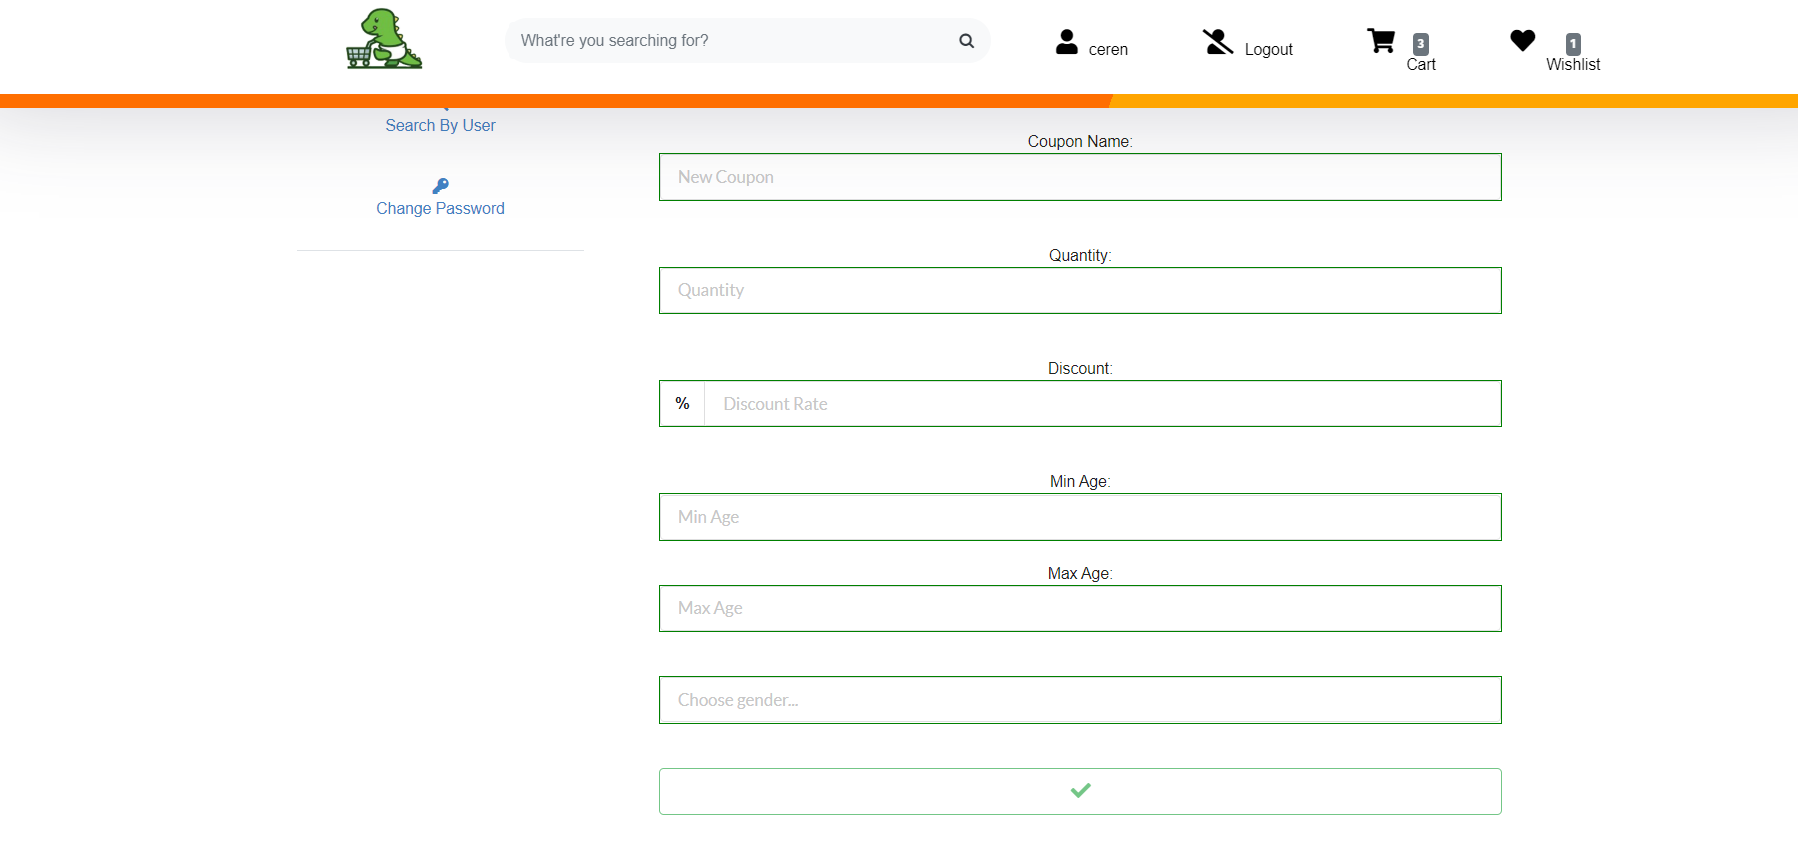 What're you searching for?
ceren
Logout
3
Cart
1
Wishlist
Search By User
Change Password
Coupon Name:
New Coupon
Quantity:
Quantity
Discount:
% Discount Rate
Min Age:
Min Age
Max Age:
Max Age
Choose gender...